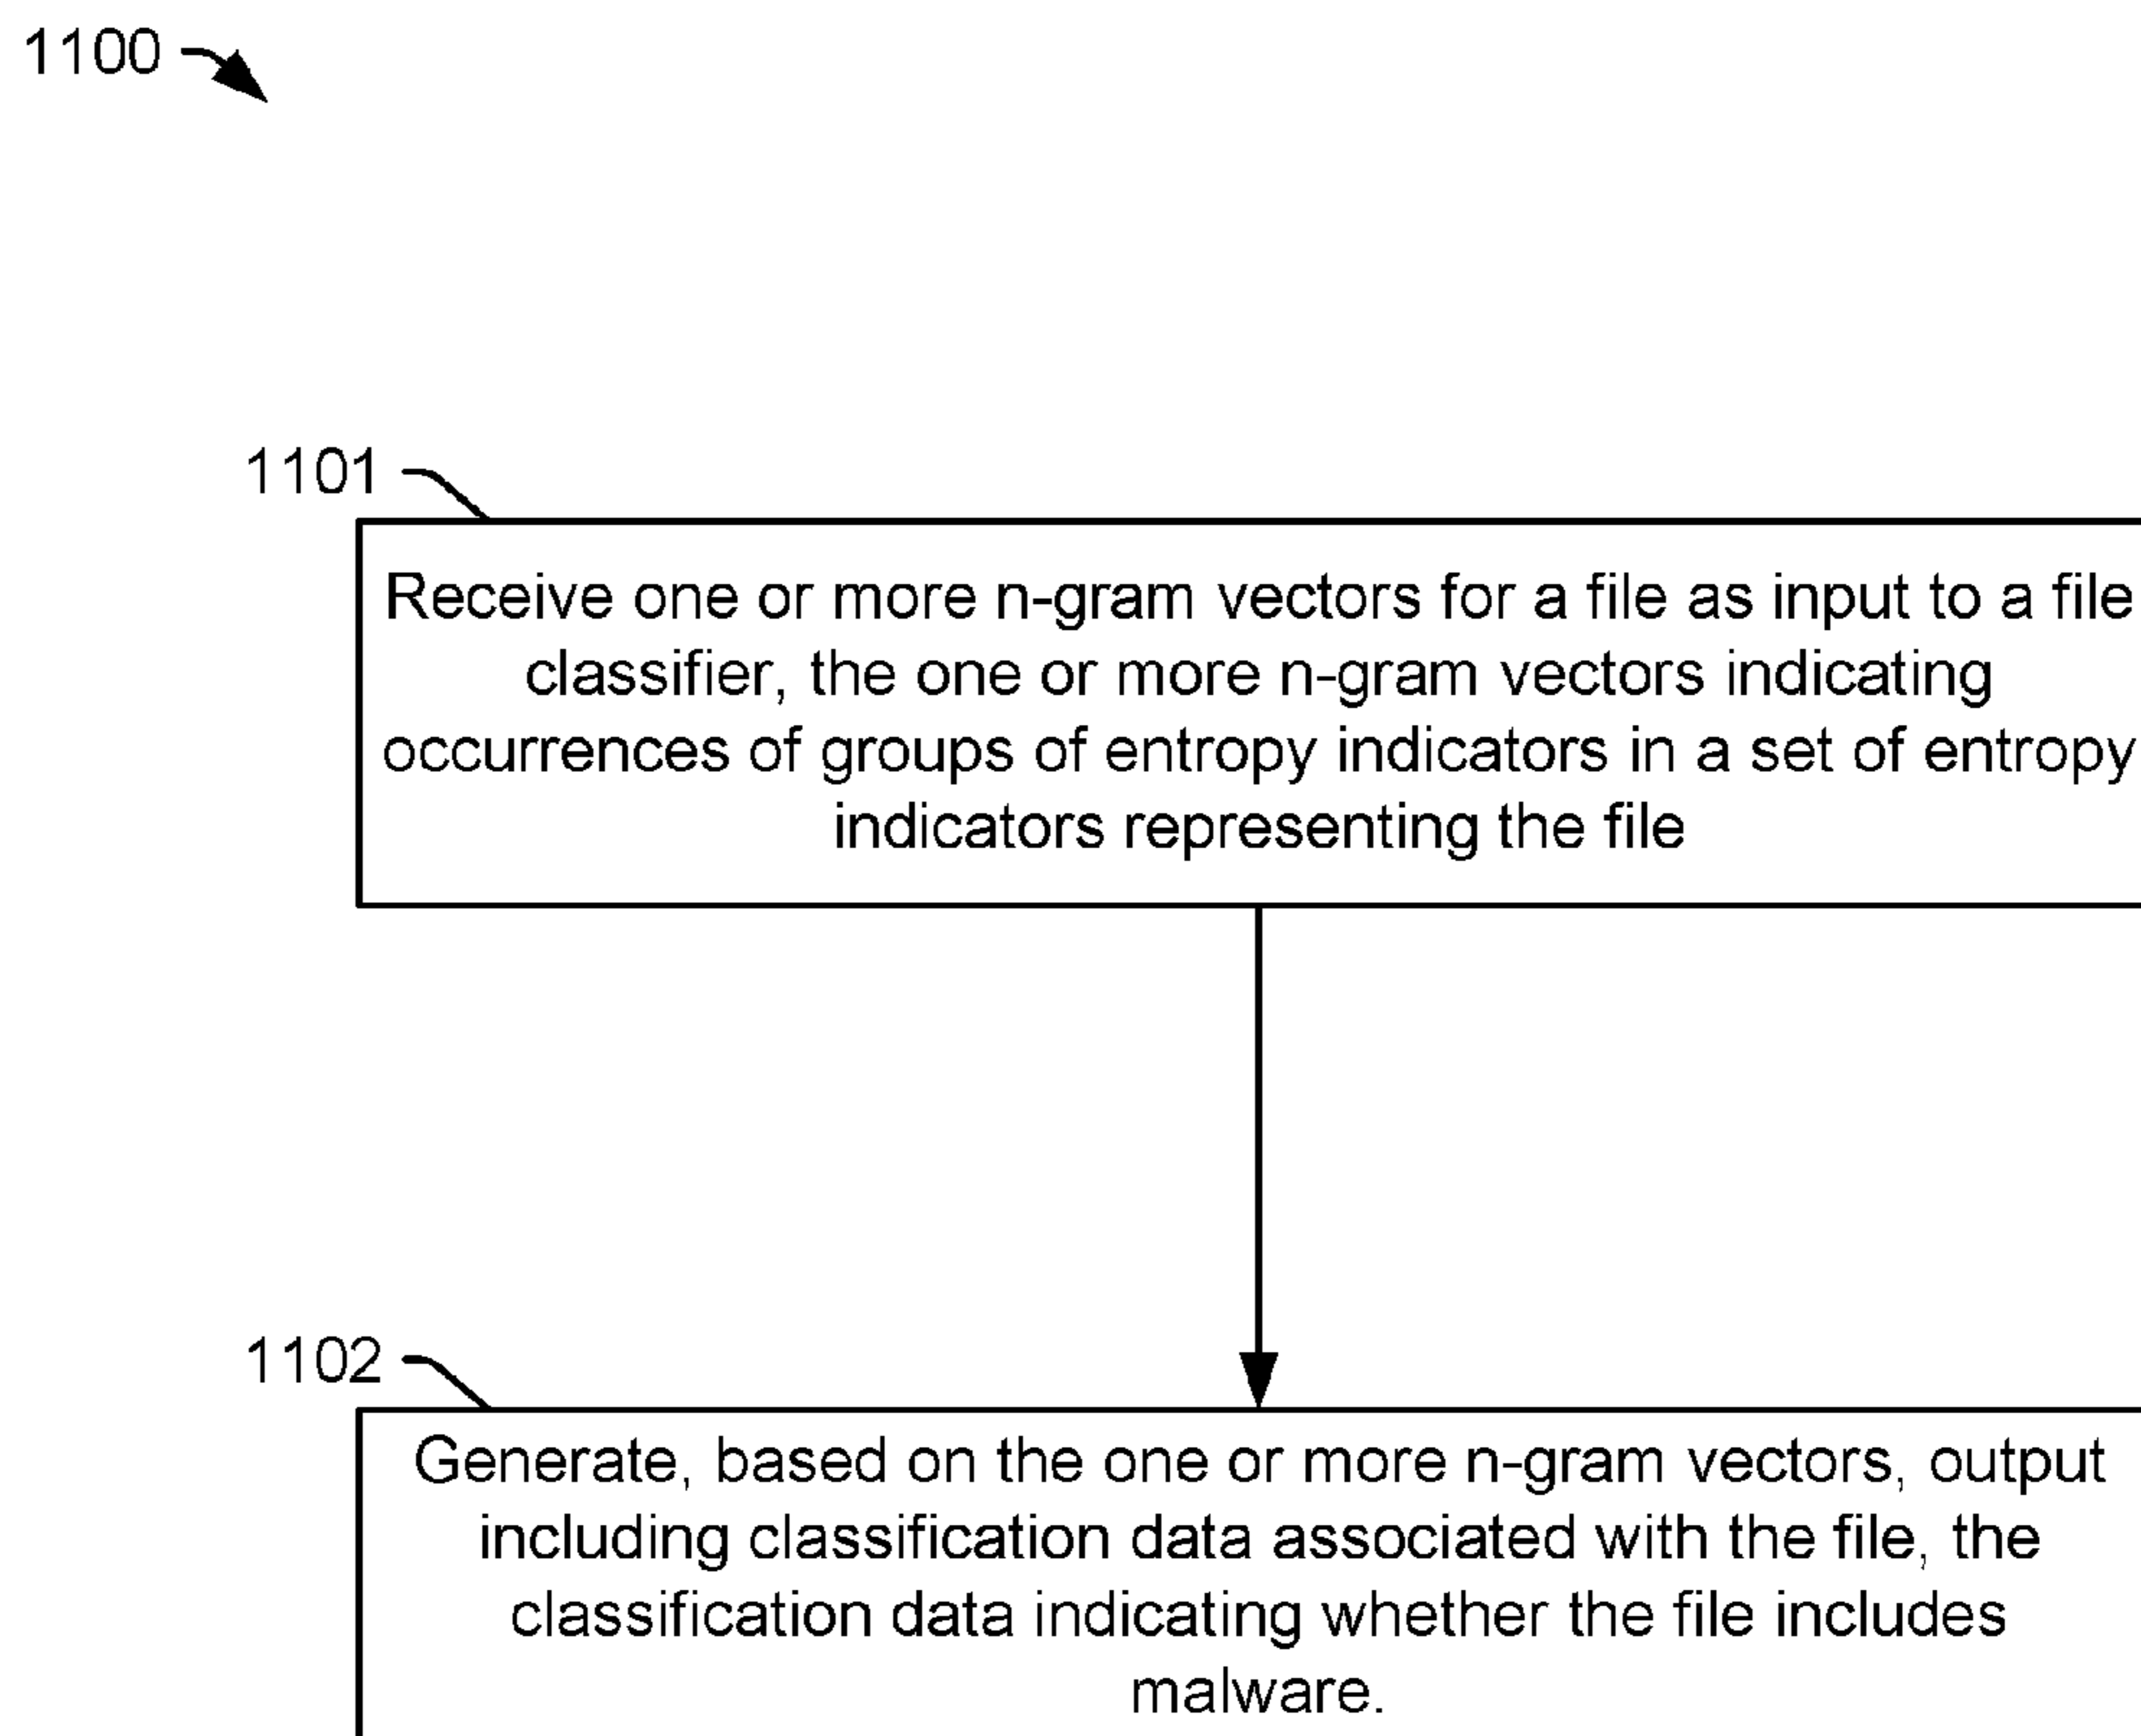 1100
1101
Receive one or more n-gram vectors for a file as input to a file
classifier, the one or more n-gram vectors indicating
occurrences of groups of entropy indicators in a set of entropy
indicators representing the file
1102
Generate, based on the one or more n-gram vectors, output
including classification data associated with the file, the
classification data indicating whether the file includes
malware.